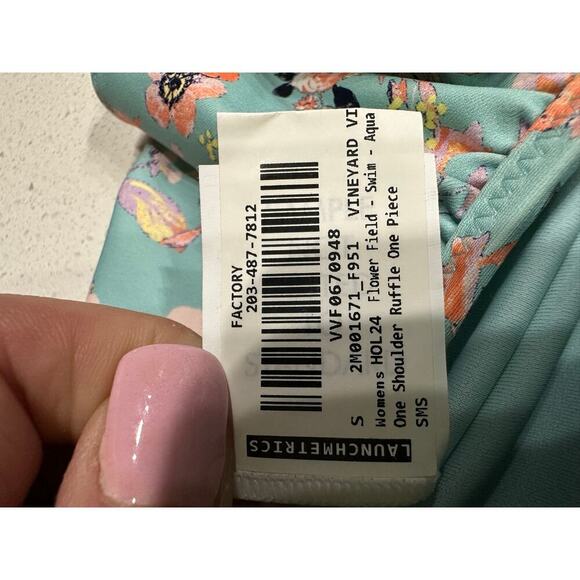 FACTORY
203-487-7812
VVF0670948
S 2M001671_F951 VINEYARD VI
Womens HOL24 Flower Field - Swim - Aqua
One Shoulder Ruffle One Piece
SMS
LAUNCHMETRICS